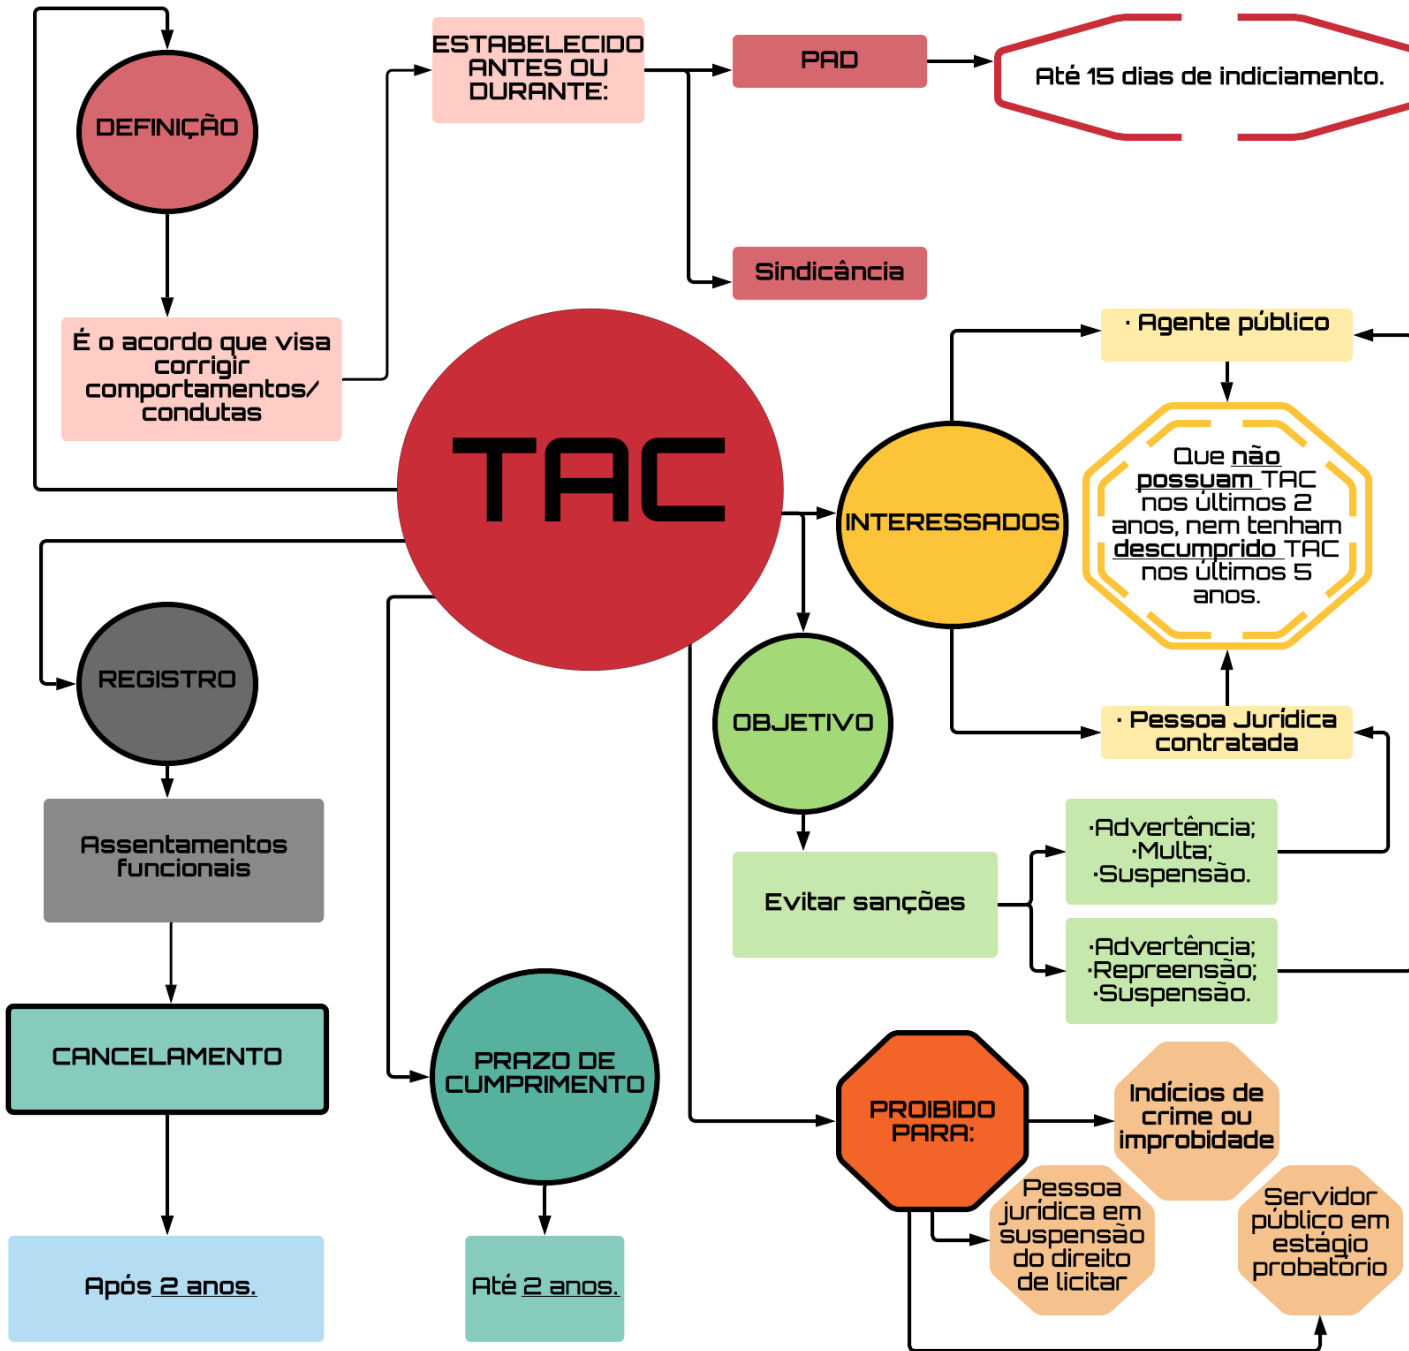 DEFINIÇÃO
É o acordo que visa
corrigir
comportamentos/
condutas
ESTABELECIDO
ANTES OU
DURANTE:
PAD
Até 15 dias de indiciamento.
Sindicância
TAC
INTERESSADOS
· Agente público
Que não
possuam TAC
nos últimos 2
anos, nem tenham
descumprido TAC
nos últimos 5
anos.
· Pessoa Jurídica
contratada
OBJETIVO
Evitar sanções
·Advertência;
·Multa;
·Suspensão.
·Advertência;
·Repreensão;
·Suspensão.
REGISTRO
Assentamentos
funcionais
CANCELAMENTO
Após 2 anos.
PRAZO DE
CUMPRIMENTO
Até 2 anos.
PROIBIDO
PARA:
Indícios de
crime ou
improbidade
Pessoa
jurídica em
suspensão
do direito
de licitar
Servidor
público em
estágio
probatório